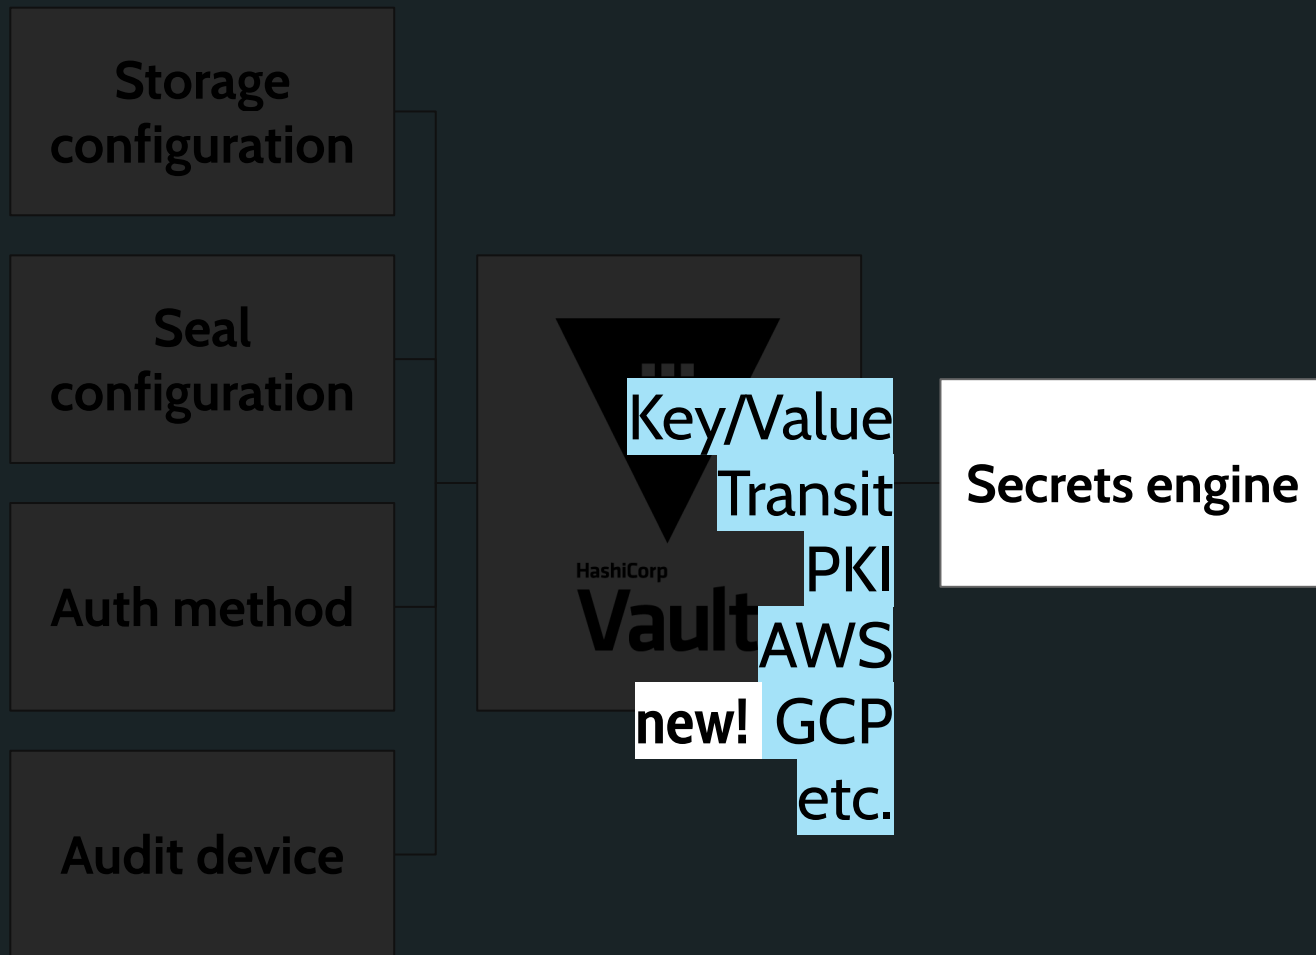 Storage
configuration
Seal
configuration
Auth method
Audit device
HashiCorp
Vault
Key/Value
Transit
PKI
AWS
new! GCP
etc.
Secrets engine